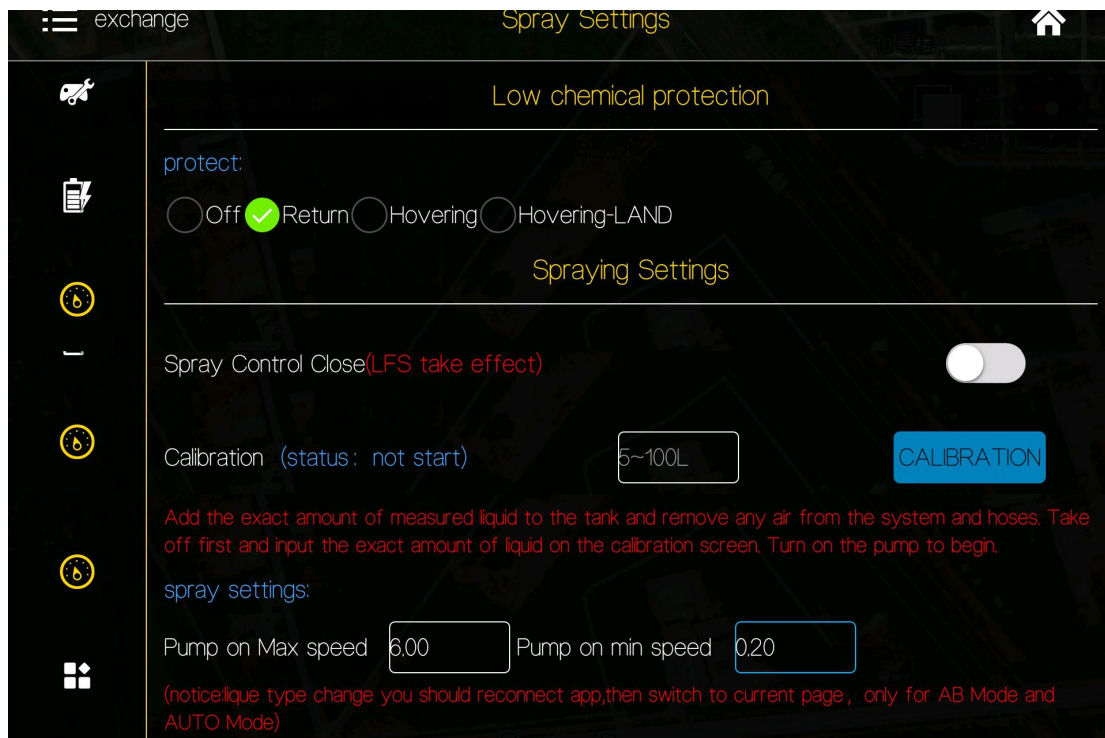 exchange
Spray Settings
Low chemical protection
protect:
Off Return Hovering Hovering-LAND
Spraying Settings
Spray Control Close(LFS take effect)
Calibration (status: not start)
5~100L
CALIBRATION
Add the exact amount of measured liquid to the tank and remove any air from the system and hoses. Take
off first and input the exact amount of liquid on the calibration screen. Turn on the pump to begin.
spray settings:
Pump on Max speed 6.00 Pump on min speed 0.20
(notice:lique type change you should reconnect app,then switch to current page, only for AB Mode and
AUTO Mode)